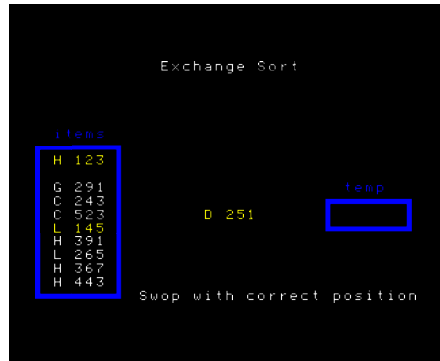 Exchange Sort
items
H 123
G 291
C 243
C 523
L 145
H 391
L 265
H 367
H 443
temp
D 251
Swop with correct position